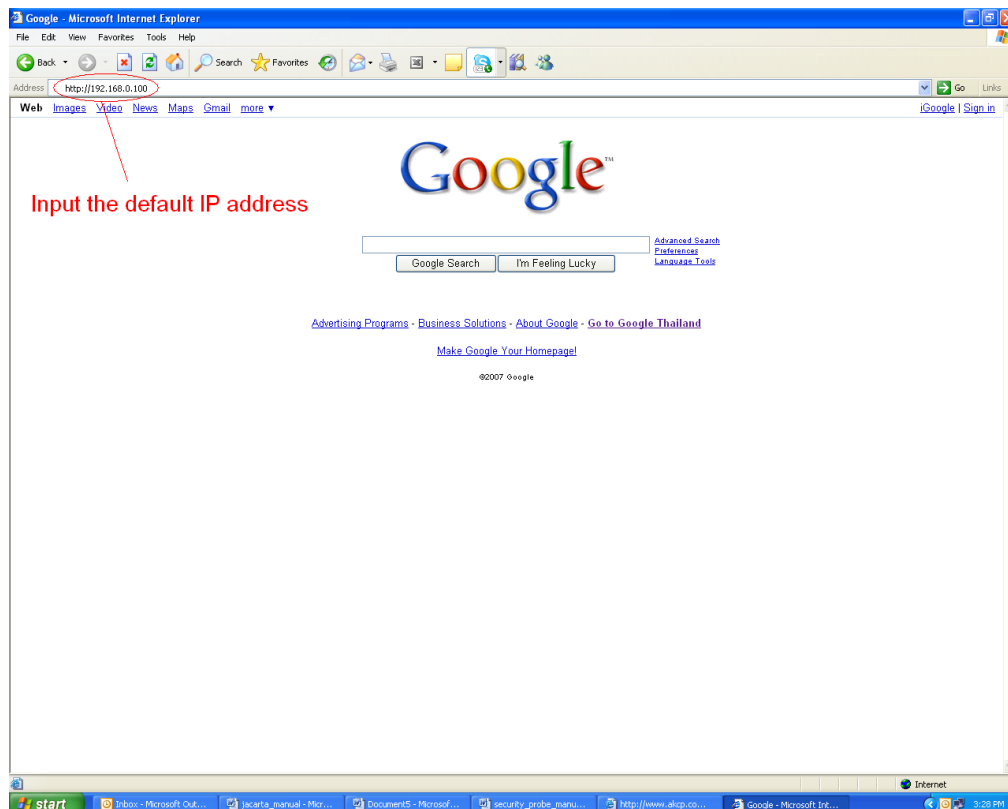 Google - Microsoft Internet Explorer
File Edit View Favorites Tools Help
Back Search Favorites
Address http://192.168.0.100 Go Links
Web Images Video News Maps Gmail more ▼ iGoogle | Sign in
Google™
Input the default IP address
Advanced Search
Preferences
Language Tools
Google Search I'm Feeling Lucky
Advertising Programs - Business Solutions - About Google - Go to Google Thailand
Make Google Your Homepage!
©2007 Google
Internet
start Inbox - Microsoft Out... jacarta_manual - Micr... Document5 - Microsof... security_probe_manu... http://www.akcp.co... Google - Microsoft Int... 3:28 PM